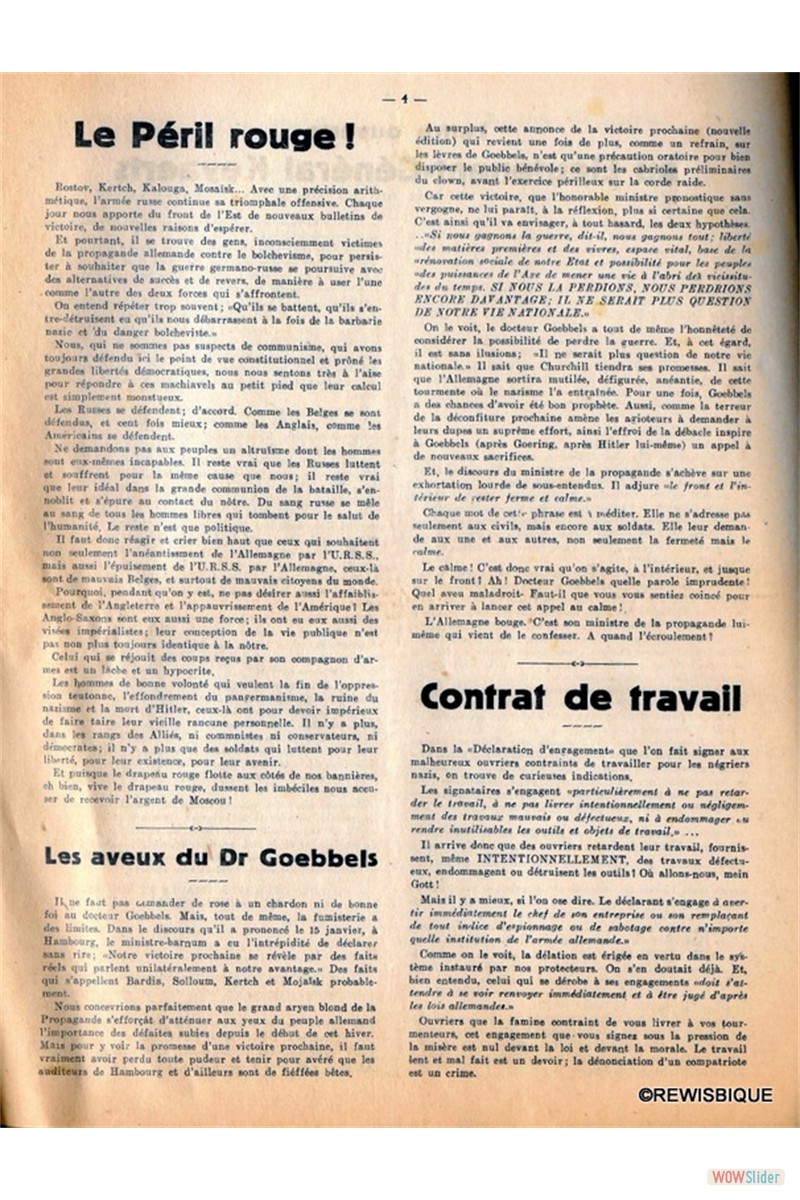 — 4 —
Le Péril rouge !
Rostov, Kertch, Kalouga, Mosaisk... Avec une précision arith-
métique, l'armée russe continue sa triomphale offensive. Chaque
jour nous apporte du front de l'Est de nouveaux bulletins de
victoire, de nouvelles raisons d'espérer.
Et pourtant, il se trouve des gens, inconsciemment victimes
de la propagande allemande contre le bolchevisme, pour persis-
ter à souhaiter que la guerre germano-russe se poursuive avec
des alternatives de succès et de revers, de manière à user l'une
comme l'autre des deux forces qui s'affrontent.
On entend répéter trop souvent ; «Qu'ils se battent, qu'ils s'en-
tre-détruisent eu qu'ils nous débarrassent à la fois de la barbarie
nazie et du danger bolcheviste.»
Nous, qui ne sommes pas suspects de communisme, qui avons
toujours défendu ici le point de vue constitutionnel et prôné les
grandes libertés démocratiques, nous nous sentons très à l'aise
pour répondre à ces machiavels au petit pied que leur calcul
est simplement monstueux.
Les Russes se défendent; d'accord. Comme les Belges se sont
défendus, et cent fois mieux; comme les Anglais, comme les
Américains se défendent.
Ne demandons pas aux peuples un altruïsme dont les hommes
sont eux-mêmes incapables. Il reste vrai que les Russes luttent
et souffrent pour la même cause que nous; il reste vrai
que leur idéal dans la grande communion de la bataille, s'en-
noblit et s'épure au contact du nôtre. Du sang russe se mêle
au sang de tous les hommes libres qui tombent pour le salut de
l'humanité. Le reste n'est que politique.
Il faut donc réagir et crier bien haut que ceux qui souhaitent
non seulement l'anéantissement de l'Allemagne par l'U.R.S.S.,
mais aussi l'épuisement de l'U.R.S.S. par l'Allemagne, ceux-là
sont de mauvais Belges, et surtout de mauvais citoyens du monde.
Pourquoi, pendant qu'on y est, ne pas désirer aussi l'affaiblis-
sement de l'Angleterre et l'appauvrissement de l'Amérique? Les
Anglo-Saxons sont eux aussi une force; ils ont eu eux aussi des
visées impérialistes; leur conception de la vie publique n'est
pas non plus toujours identique à la nôtre.
Celui qui se réjouit des coups reçus par son compagnon d'ar-
mes est un lâche et un hypocrite.
Les hommes de bonne volonté qui veulent la fin de l'oppres-
sion teutonne, l'effondrement du pangermanisme, la ruine du
nazisme et la mort d'Hitler, ceux-là ont pour devoir impérieux
de faire taire leur vieille rancune personnelle. Il n'y a plus,
dans les rangs des Alliés, ni communistes ni conservateurs, ni
démocrates; il n'y a plus que des soldats qui luttent pour leur
liberté, pour leur existence, pour leur avenir.
Et puisque le drapeau rouge flotte aux côtés de nos bannières,
eh bien, vive le drapeau rouge, dussent les imbéciles nous accu-
ser de recevoir l'argent de Moscou !
Les aveux du Dr Goebbels
Il ne faut pas demander de rose à un chardon ni de bonne
foi au docteur Goebbels. Mais, tout de même, la fumisterie a
des limites. Dans le discours qu'il a prononcé le 15 janvier, à
Hambourg, le ministre-barnum a eu l'intrépidité de déclarer
sans rire; «Notre victoire prochaine se révèle par des faits
réels qui parlent unilatéralement à notre avantage.» Des faits
qui s'appellent Bardia, Solloum, Kertch et Mojaïsk probable-
ment.
Nous concevrions parfaitement que le grand aryen blond de la
Propagande s'efforçât d'atténuer aux yeux du peuple allemand
l'importance des défaites subies depuis le début de cet hiver.
Mais pour y voir la promesse d'une victoire prochaine, il faut
vraiment avoir perdu toute pudeur et tenir pour avéré que les
auditeurs de Hambourg et d'ailleurs sont de fiéffées bêtes.
Au surplus, cette annonce de la victoire prochaine (nouvelle
édition) qui revient une fois de plus, comme un refrain, sur
les lèvres de Goebbels, n'est qu'une précaution oratoire pour bien
disposer le public bénévole; ce sont les cabrioles préliminaires
du clown, avant l'exercice périlleux sur la corde raide.
Car cette victoire, que l'honorable ministre pronostique sans
vergogne, ne lui paraît, à la réflexion, plus si certaine que cela.
C'est ainsi qu'il va envisager, à tout hasard, les deux hypothèses.
..«Si nous gagnons la guerre, dit-il, nous gagnons tout; liberté
«des matières premières et des vivres, espace vital, base de la
«rénovation sociale de notre Etat et possibilité pour les peuples
«des puissances de l'Axe de mener une vie à l'abri des vicissitu-
des du temps. SI NOUS LA PERDIONS, NOUS PERDRIONS
ENCORE DAVANTAGE; IL NE SERAIT PLUS QUESTION
DE NOTRE VIE NATIONALE.»
On le voit, le docteur Goebbels a tout de même l'honnêteté de
considérer la possibilité de perdre la guerre. Et, à cet égard,
il est sans ilusions; «Il ne serait plus question de notre vie
nationale.» Il sait que Churchill tiendra ses promesses. Il sait
que l'Allemagne sortira mutilée, défigurée, anéantie, de cette
tourmente où le nazisme l'a entraînée. Pour une fois, Goebbels
a des chances d'avoir été bon prophète. Aussi, comme la terreur
de la déconfiture prochaine amène les agioteurs à demander à
leurs dupes un suprême effort, ainsi l'effroi de la débacle inspire
à Goebbels (après Goering, après Hitler lui-même) un appel à
de nouveaux sacrifices.
Et, le discours du ministre de la propagande s'achève sur une
exhortation lourde de sous-entendus. Il adjure «le front et l'in-
térieur de rester ferme et calme.»
Chaque mot de cette phrase est à méditer. Elle ne s'adresse pas
seulement aux civils, mais encore aux soldats. Elle leur deman-
de aux une et aux autres, non seulement la fermeté mais le
calme.
Le calme ! C'est donc vrai qu'on s'agite, à l'intérieur, et jusque
sur le front? Ah! Docteur Goebbels quelle parole imprudente !
Quel aveu maladroit- Faut-il que vous vous sentiez coincé pour
en arriver à lancer cet appel au calme !
L'Allemagne bouge. C'est son ministre de la propagande lui-
même qui vient de le confesser. A quand l'écroulement ?
Contrat de travail
Dans la «Déclaration d'engagement» que l'on fait signer aux
malheureux ouvriers contraints de travailler pour les négriers
nazis, on trouve de curieuses indications.
Les signataires s'engagent «particulièrement à ne pas retar-
der le travail, à ne pas livrer intentionnellement ou négligem-
ment des travaux mauvais ou défectueux, ni à endommager ou
rendre inutilisables les outils et objets de travail.» ...
Il arrive donc que des ouvriers retardent leur travail, fournis-
sent, même INTENTIONNELLEMENT, des travaux défectu-
eux, endommagent ou détruisent les outils ! Où allons-nous, mein
Gott !
Mais il y a mieux, si l'on ose dire. Le déclarant s'engage à aver-
tir immédiatement le chef de son entreprise ou son remplaçant
de tout indice d'espionnage ou de sabotage contre n'importe
quelle institution de l'armée allemande.»
Comme on le voit, la délation est érigée en vertu dans le sys-
tème instauré par nos protecteurs. On s'en doutait déjà. Et,
bien entendu, celui qui se dérobe à ses engagements «doit s'at-
tendre à se voir renvoyer immédiatement et à être jugé d'après
les lois allemandes.»
Ouvriers que la famine contraint de vous livrer à vos tour-
menteurs, cet engagement que vous signez sous la pression de
la misère est nul devant la loi et devant la morale. Le travail
lent et mal fait est un devoir; la dénonciation d'un compatriote
est un crime.
©REWISBIQUE
WOWSlider